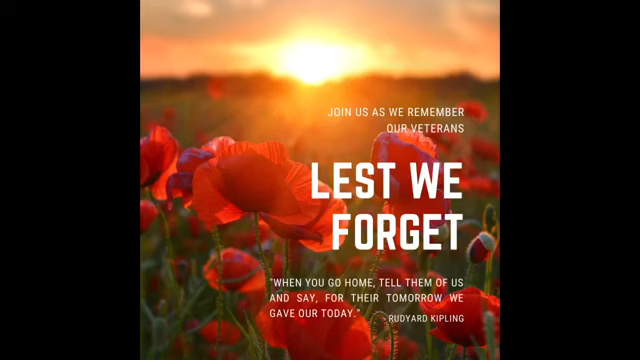 JOIN US AS WE REMEMBER
OUR VETERANS
LEST WE
FORGET
"WHEN YOU GO HOME, TELL THEM OF US
AND SAY, FOR THEIR TOMORROW WE
GAVE OUR TODAY."
- RUDYARD KIPLING